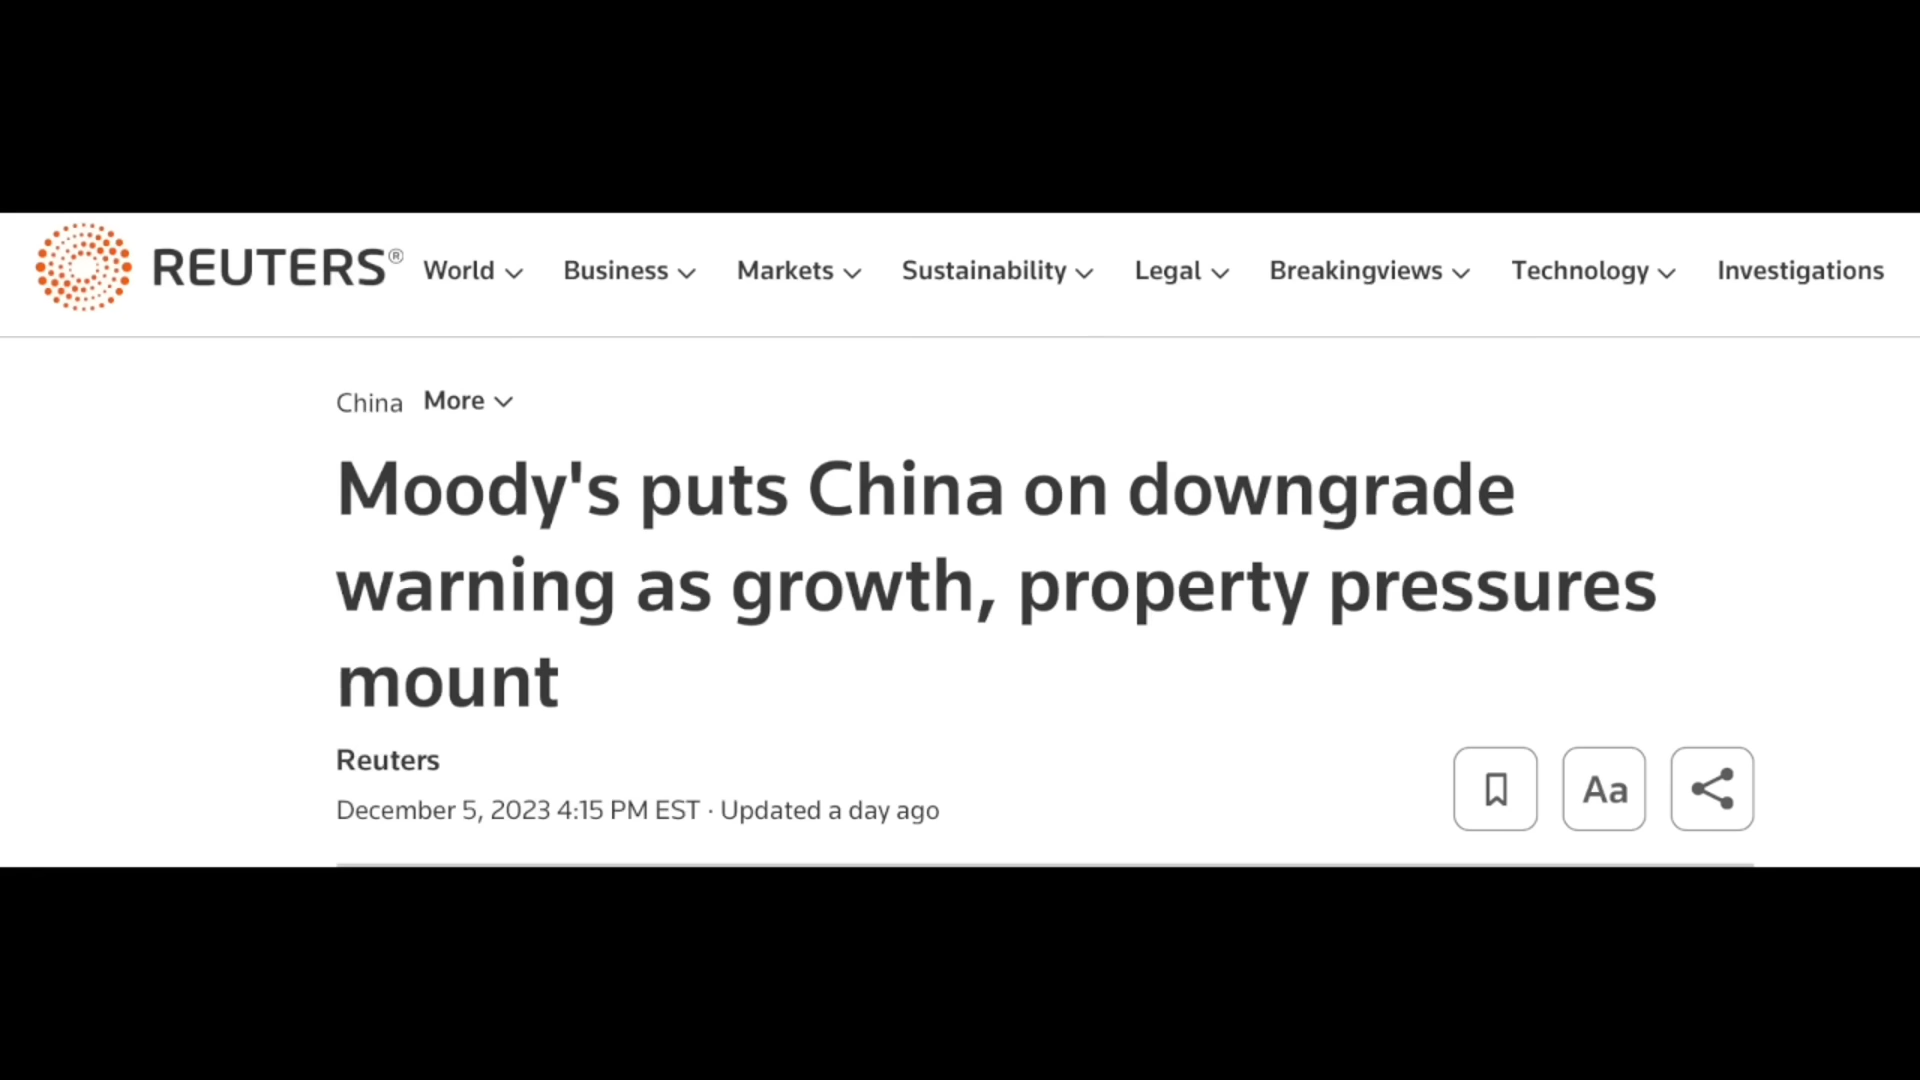 REUTERS® World Business Markets Sustainability Legal Breakingviews Technology Investigations
China More
Moody's puts China on downgrade
warning as growth, property pressures
mount
Reuters
December 5, 2023 4:15 PM EST · Updated a day ago
Aa